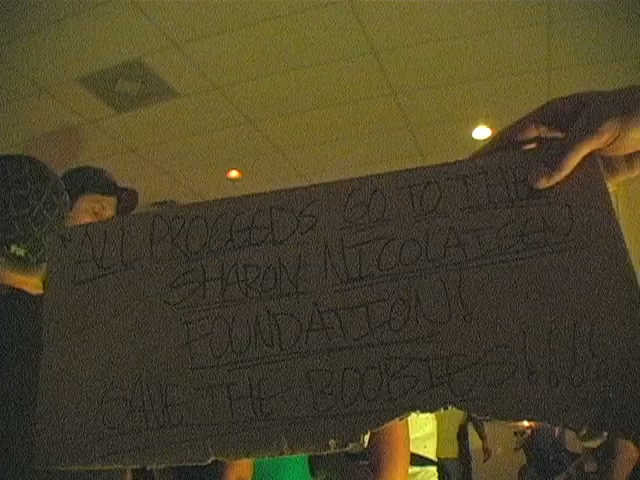 *ALL PROCEEDS GO TO THE
SHARON NICOLAISEN
FOUNDATION!
SAVE THE BOOBIES!!!!